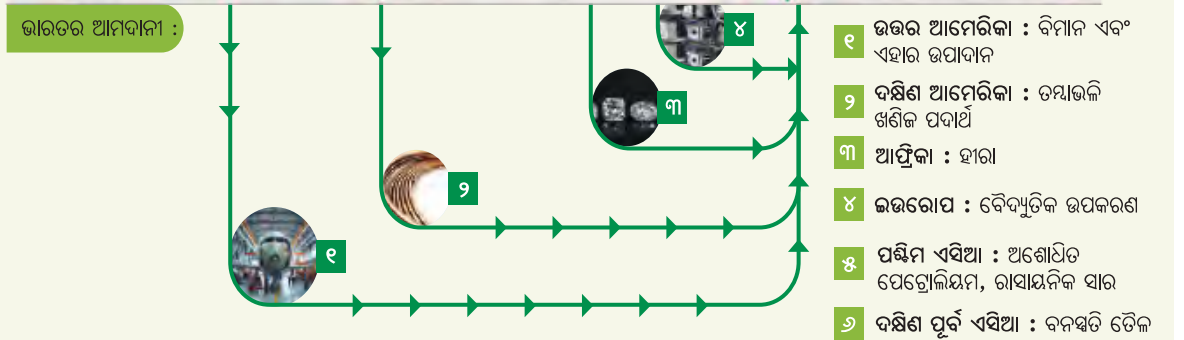 ଭାରତର ଆମଦାନୀ :
୪
୩
୨
୧
୧ ଉତ୍ତର ଆମେରିକା : ବିମାନ ଏବଂ
ଏହାର ଉପାଦାନ
୨ ଦକ୍ଷିଣ ଆମେରିକା : ତମ୍ବାଭଳି
ଖଣିଜ ପଦାର୍ଥ
୩ ଆଫ୍ରିକା : ହୀରା
୪ ଇଉରୋପ : ବୈଦ୍ୟୁତିକ ଉପକରଣ
୫ ପଶ୍ଚିମ ଏସିଆ : ଅଶୋଧିତ
ପେଟ୍ରୋଲିୟମ, ରାସାୟନିକ ସାର
୬ ଦକ୍ଷିଣ ପୂର୍ବ ଏସିଆ : ବନସ୍ପତି ତୈଳ